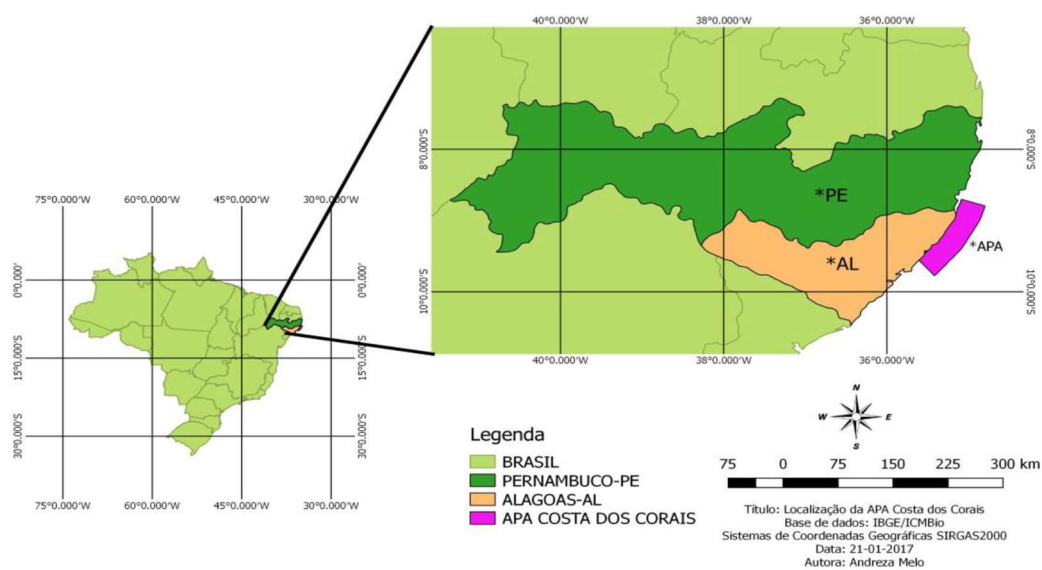 40°0.000'W 38°0.000'W 36°0.000'W
8°0.000'S 8°0.000'S
*PE
*APA
*AL
10°0.000'S 10°0.000'S
40°0.000'W 38°0.000'W 36°0.000'W
75°0.000'W 60°0.000'W 45°0.000'W 30°0.000'W
0°0.000' 0°0.000'
15°0.000'S 15°0.000'S
30°0.000'S 30°0.000'S
75°0.000'W 60°0.000'W 45°0.000'W 30°0.000'W
N
W E
S
Legenda
BRASIL
PERNAMBUCO-PE
ALAGOAS-AL
APA COSTA DOS CORAIS
75 0 75 150 225 300 km
Título: Localização da APA Costa dos Corais
Base de dados: IBGE/ICMBio
Sistemas de Coordenadas Geográficas SIRGAS2000
Data: 21-01-2017
Autora: Andreza Melo